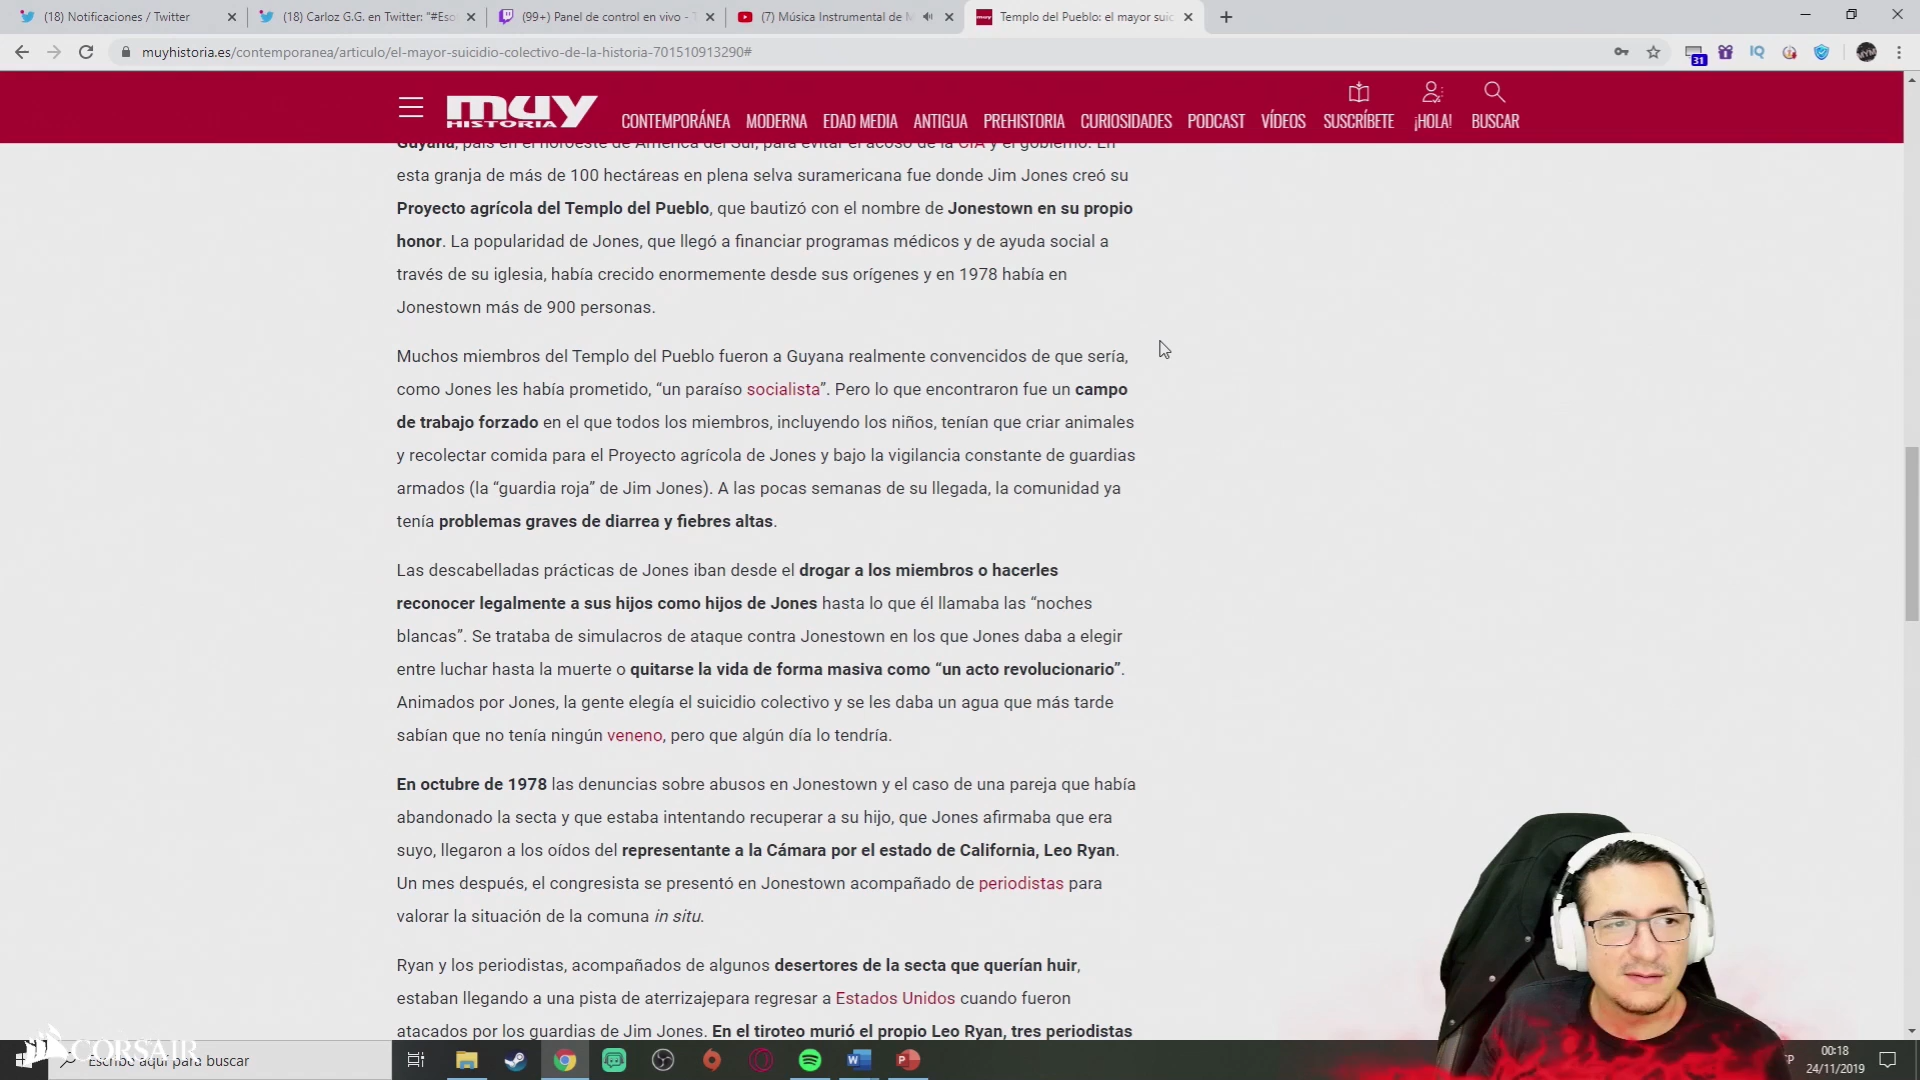 (18) Notificaciones / Twitter
(18) Carloz G.G. en Twitter: "#Eso
(99+) Panel de control en vivo - T
(7) Música Instrumental de M
Templo del Pueblo: el mayor suic
muyhistoria.es/contemporanea/articulo/el-mayor-suicidio-colectivo-de-la-historia-701510913290#
31
IQ
muy
HISTORIA
CONTEMPORÁNEA
MODERNA
EDAD MEDIA
ANTIGUA
PREHISTORIA
CURIOSIDADES
PODCAST
VÍDEOS
SUSCRÍBETE
¡HOLA!
BUSCAR
Guyana, país en el noroeste de América del Sur, para evitar el acoso de la CIA y el gobierno. En
esta granja de más de 100 hectáreas en plena selva suramericana fue donde Jim Jones creó su
Proyecto agrícola del Templo del Pueblo, que bautizó con el nombre de Jonestown en su propio
honor. La popularidad de Jones, que llegó a financiar programas médicos y de ayuda social a
través de su iglesia, había crecido enormemente desde sus orígenes y en 1978 había en
Jonestown más de 900 personas.
Muchos miembros del Templo del Pueblo fueron a Guyana realmente convencidos de que sería,
como Jones les había prometido, “un paraíso socialista”. Pero lo que encontraron fue un campo
de trabajo forzado en el que todos los miembros, incluyendo los niños, tenían que criar animales
y recolectar comida para el Proyecto agrícola de Jones y bajo la vigilancia constante de guardias
armados (la “guardia roja” de Jim Jones). A las pocas semanas de su llegada, la comunidad ya
tenía problemas graves de diarrea y fiebres altas.
Las descabelladas prácticas de Jones iban desde el drogar a los miembros o hacerles
reconocer legalmente a sus hijos como hijos de Jones hasta lo que él llamaba las “noches
blancas”. Se trataba de simulacros de ataque contra Jonestown en los que Jones daba a elegir
entre luchar hasta la muerte o quitarse la vida de forma masiva como “un acto revolucionario”.
Animados por Jones, la gente elegía el suicidio colectivo y se les daba un agua que más tarde
sabían que no tenía ningún veneno, pero que algún día lo tendría.
En octubre de 1978 las denuncias sobre abusos en Jonestown y el caso de una pareja que había
abandonado la secta y que estaba intentando recuperar a su hijo, que Jones afirmaba que era
suyo, llegaron a los oídos del representante a la Cámara por el estado de California, Leo Ryan.
Un mes después, el congresista se presentó en Jonestown acompañado de periodistas para
valorar la situación de la comuna in situ.
Ryan y los periodistas, acompañados de algunos desertores de la secta que querían huir,
estaban llegando a una pista de aterrizajepara regresar a Estados Unidos cuando fueron
atacados por los guardias de Jim Jones. En el tiroteo murió el propio Leo Ryan, tres periodistas
CORSAIR
Escribe aquí para buscar
00:18
24/11/2019